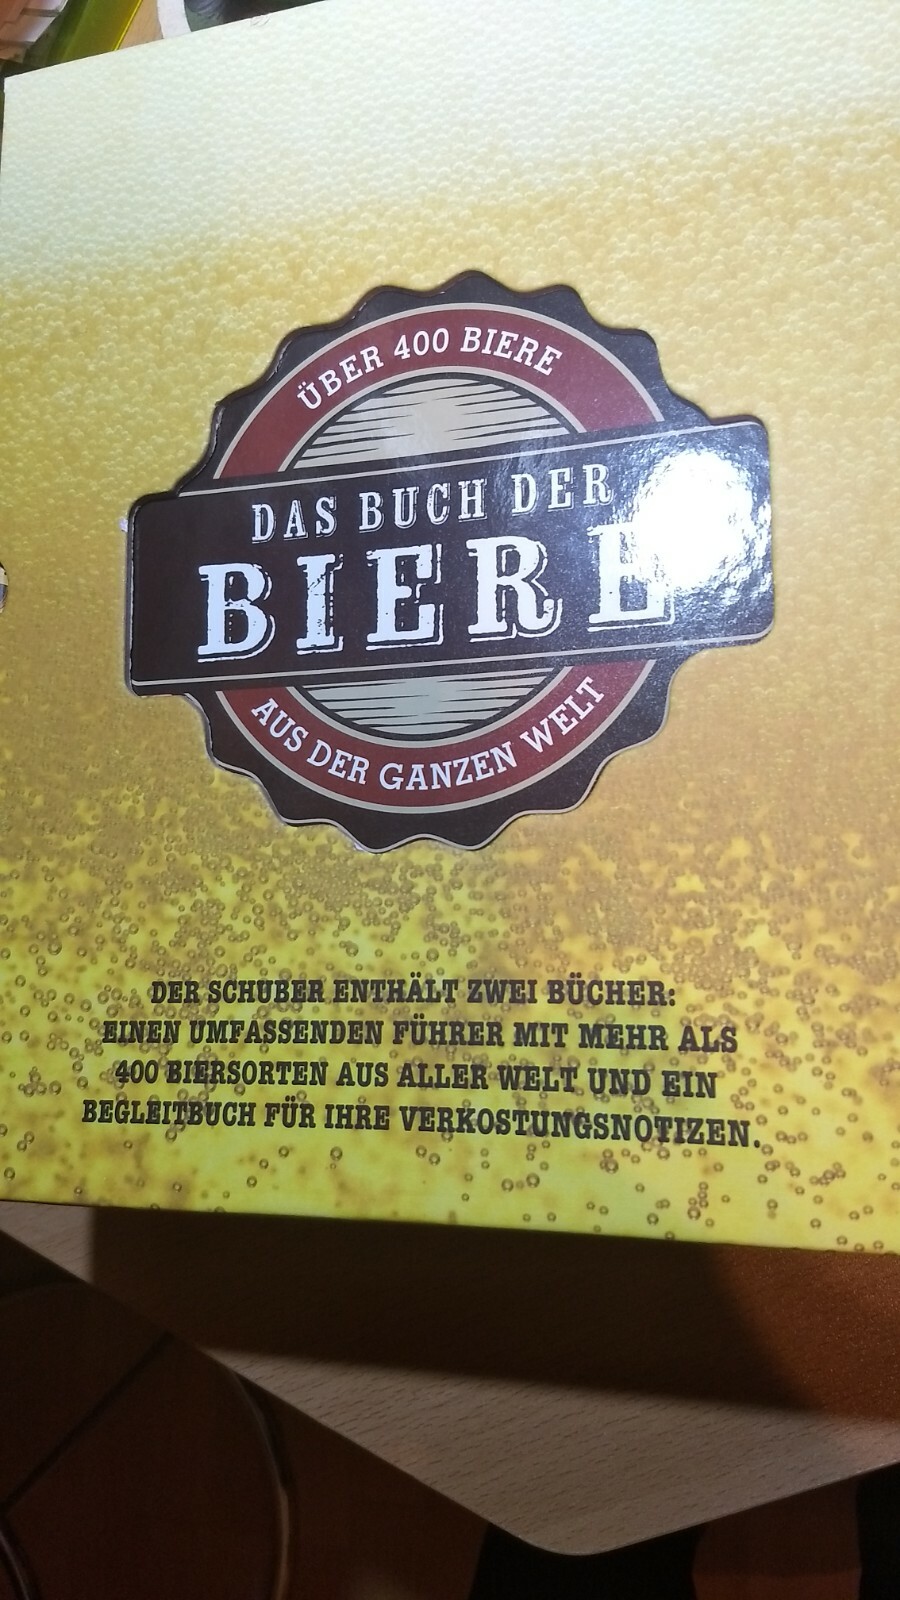 ÜBER 400 BIERE
DAS BUCH DER
BIERE
AUS DER GANZEN WELT
DER SCHUBER ENTHÄLT ZWEI BÜCHER:
EINEN UMFASSENDEN FÜHRER MIT MEHR ALS
400 BIERSORTEN AUS ALLER WELT UND EIN
BEGLEITBUCH FÜR IHRE VERKOSTUNGSNOTIZEN.